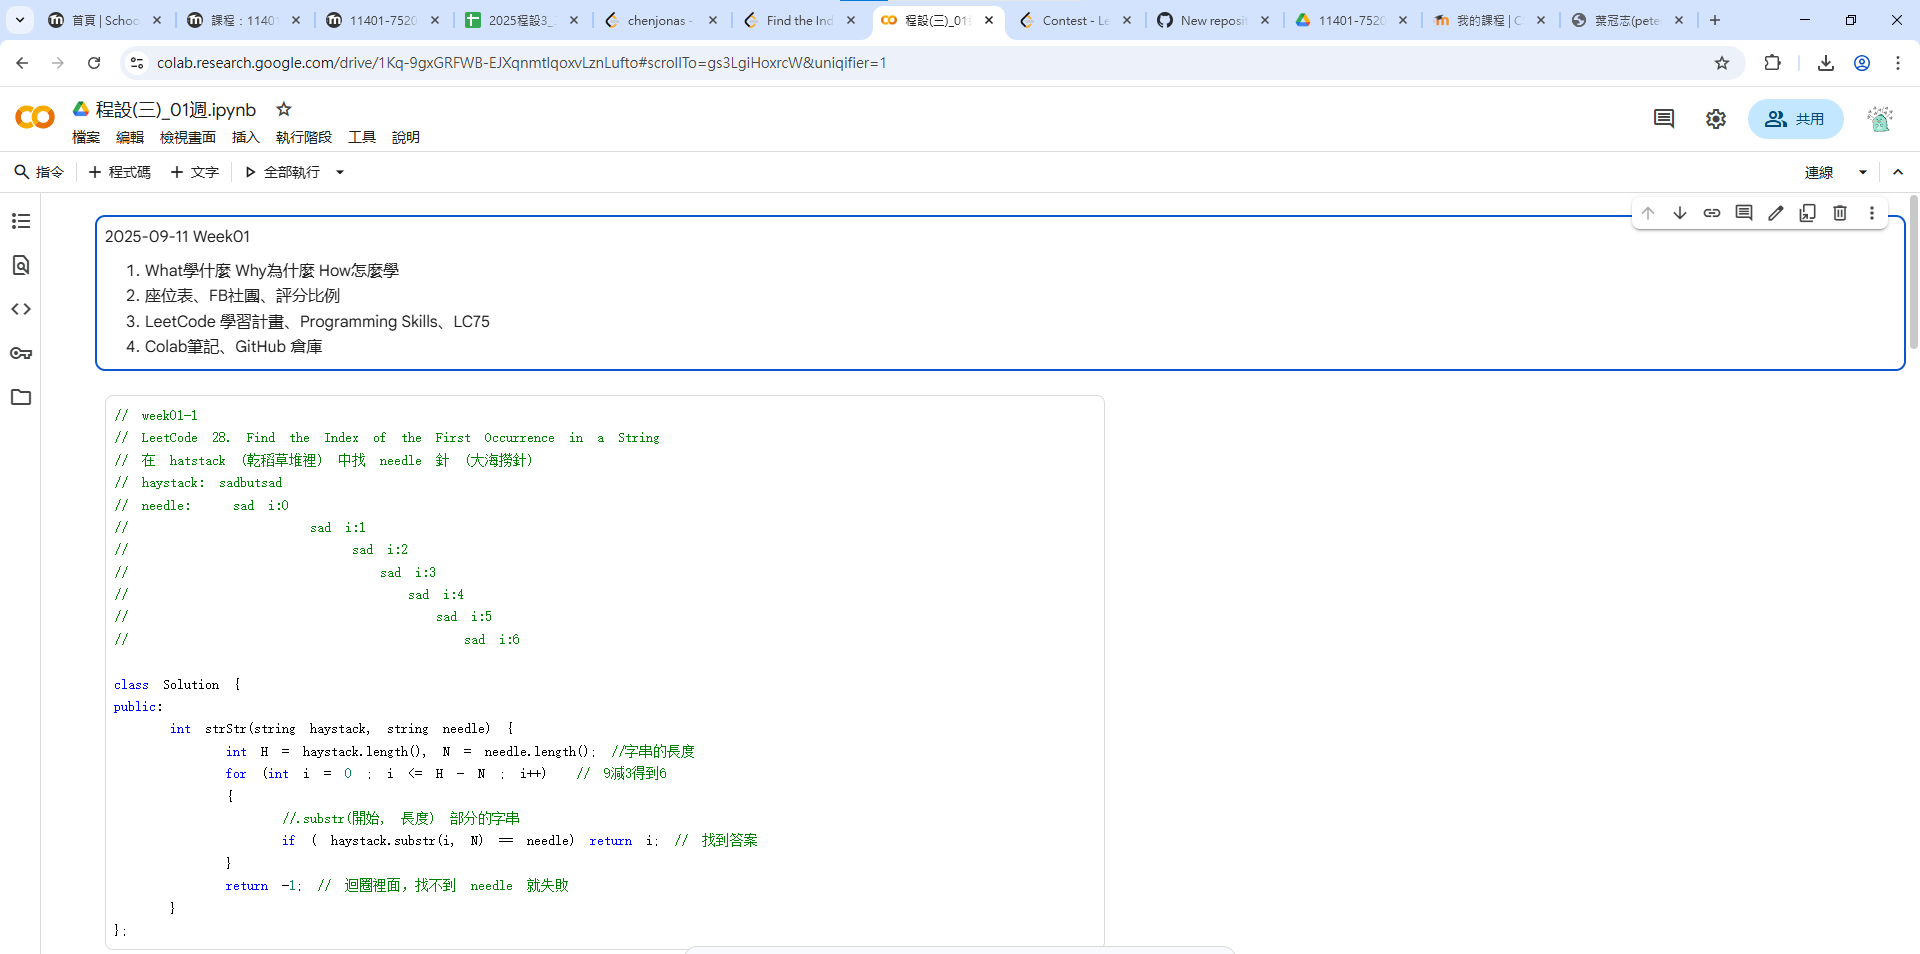 首頁 | Schoo
課程：11401
11401-7520
2025程設3_
chenjonas -
Find the Ind
程設(三)_01週
Contest - Le
New reposit
11401-7520
我的課程 | C
葉冠志(pete
colab.research.google.com/drive/1Kq-9gxGRFWB-EJXqnmtIqoxvLznLufto#scrollTo=gs3LgiHoxrcW&uniqifier=1
CO 程設(三)_01週.ipynb
檔案 編輯 檢視畫面 插入 執行階段 工具 說明
共用
指令 + 程式碼 + 文字 全部執行
連線
2025-09-11 Week01
1. What學什麼 Why為什麼 How怎麼學
2. 座位表、FB社團、評分比例
3. LeetCode 學習計畫、Programming Skills、LC75
4. Colab筆記、GitHub 倉庫
// week01-1
// LeetCode 28. Find the Index of the First Occurrence in a String
// 在 hatstack (乾稻草堆裡) 中找 needle 針 (大海撈針)
// haystack: sadbutsad
// needle: sad i:0
// sad i:1
// sad i:2
// sad i:3
// sad i:4
// sad i:5
// sad i:6
class Solution {
public:
int strStr(string haystack, string needle) {
int H = haystack.length(), N = needle.length(); //字串的長度
for (int i = 0 ; i <= H - N ; i++) // 9減3得到6
{
//.substr(開始, 長度) 部分的字串
if ( haystack.substr(i, N) == needle) return i; // 找到答案
}
return -1; // 迴圈裡面，找不到 needle 就失敗
}
};